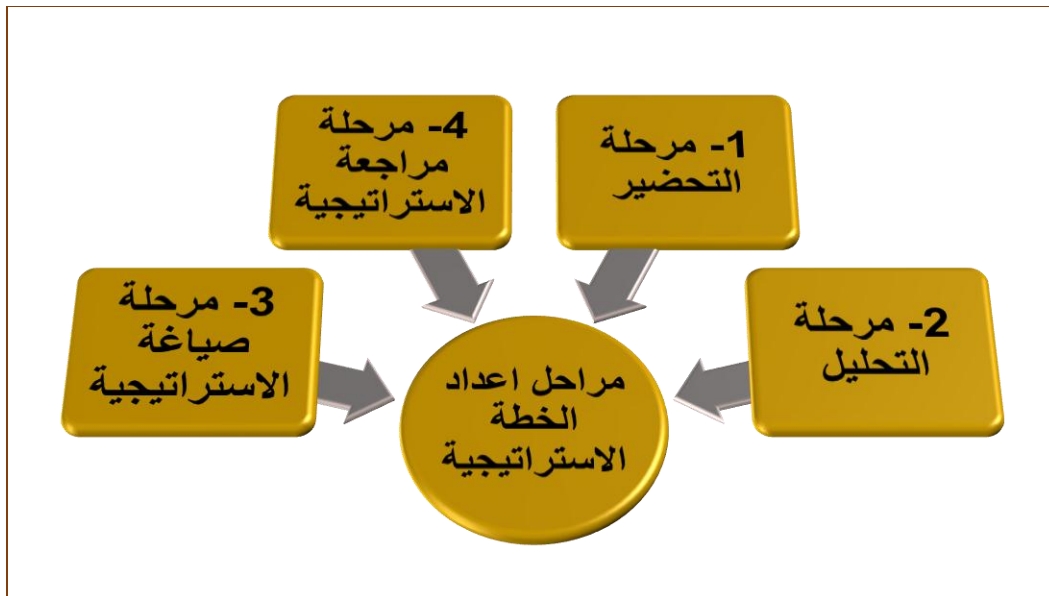 1- مرحلة
التحضير
2- مرحلة
التحليل
3- مرحلة
صياغة
الاستراتيجية
4- مرحلة
مراجعة
الاستراتيجية
مراحل اعداد
الخطة
الاستراتيجية